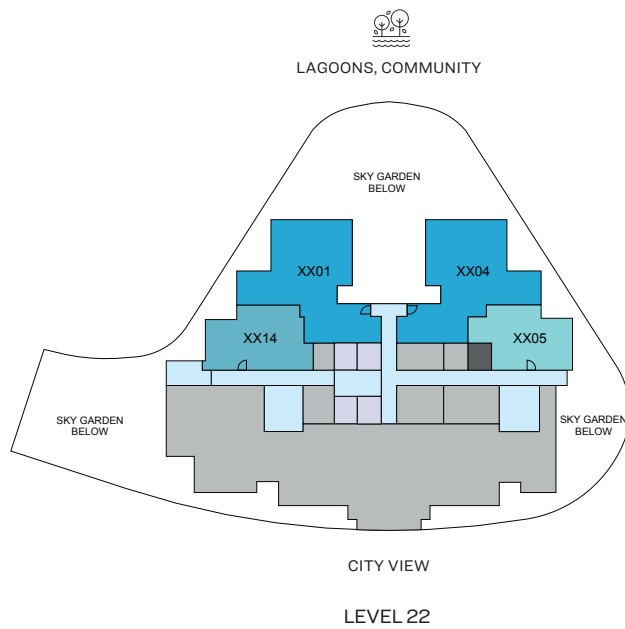 LAGOONS, COMMUNITY
SKY GARDEN
BELOW
XX01
XX04
XX14
XX05
SKY GARDEN
BELOW
SKY GARDEN
BELOW
CITY VIEW
LEVEL 22